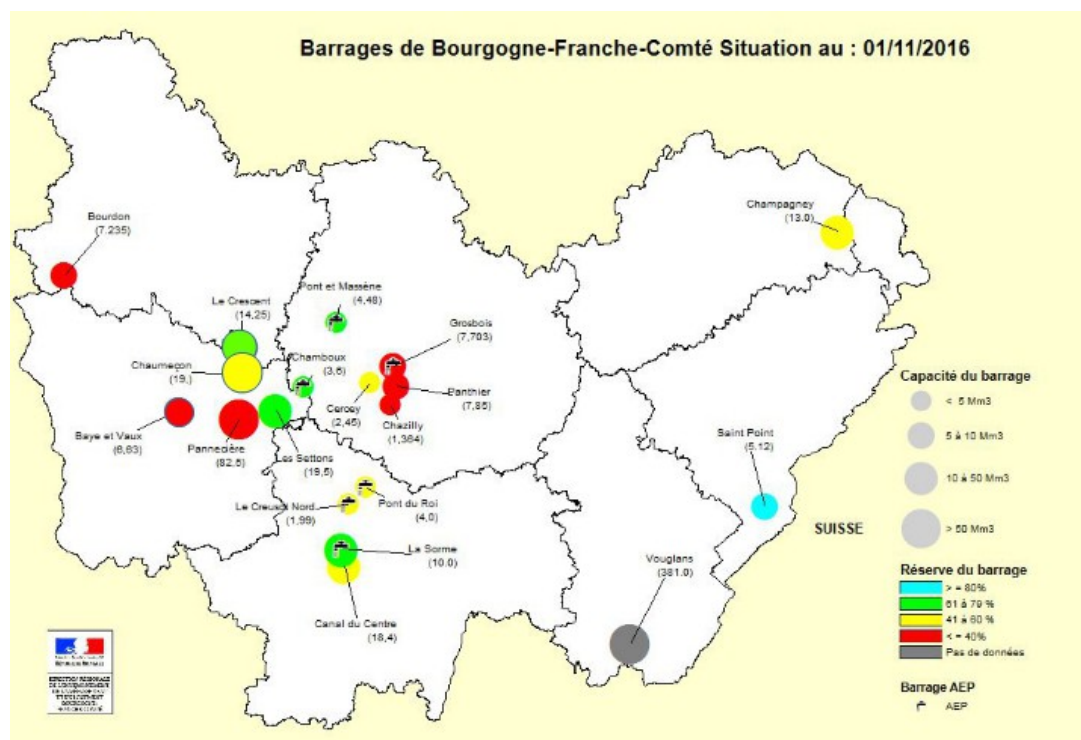 Barrages de Bourgogne-Franche-Comté Situation au : 01/11/2016
Champagney
(13.0)
Bourdon
(7.235)
Pont et Massène
(4,48)
Le Crescent
(14,25)
Grosbois
(7,703)
Chamboux
(3,6)
Chaumeçon
(19,)
Panthier
(7,85)
Cercey
(2,45)
Chazilly
(1,364)
Baye et Vaux
(6,63)
Pannecière
(82,5)
Les Settons
(19,5)
Saint Point
(5,12)
Pont du Roi
(4,0)
Le Creusot Nord
(1,99)
La Sorme
(10.0)
Vouglans
(381.0)
Canal du Centre
(18,4)
SUISSE
Capacité du barrage
< 5 Mm3
5 à 10 Mm3
10 à 50 Mm3
> 50 Mm3
Réserve du barrage
> = 80%
61 à 79 %
41 à 60 %
< = 40%
Pas de données
Barrage AEP
AEP